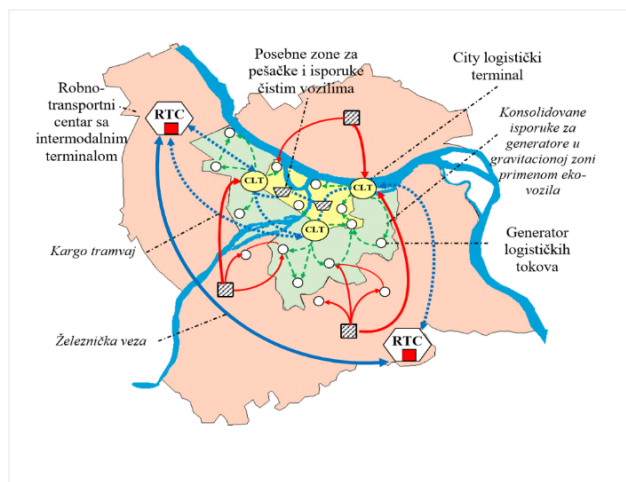 Posebne zone za
pešačke i isporuke
čistim vozilima
City logistički
terminal
Robno-
transportni
centar sa
intermodalnim
terminalom
RTC
Konsolidovane
isporuke za
generatore u
gravitacionoj zoni
primenom eko-
vozila
CLT
CLT
CLT
Kargo tramvaj
Generator
logističkih
tokova
Železnička veza
RTC